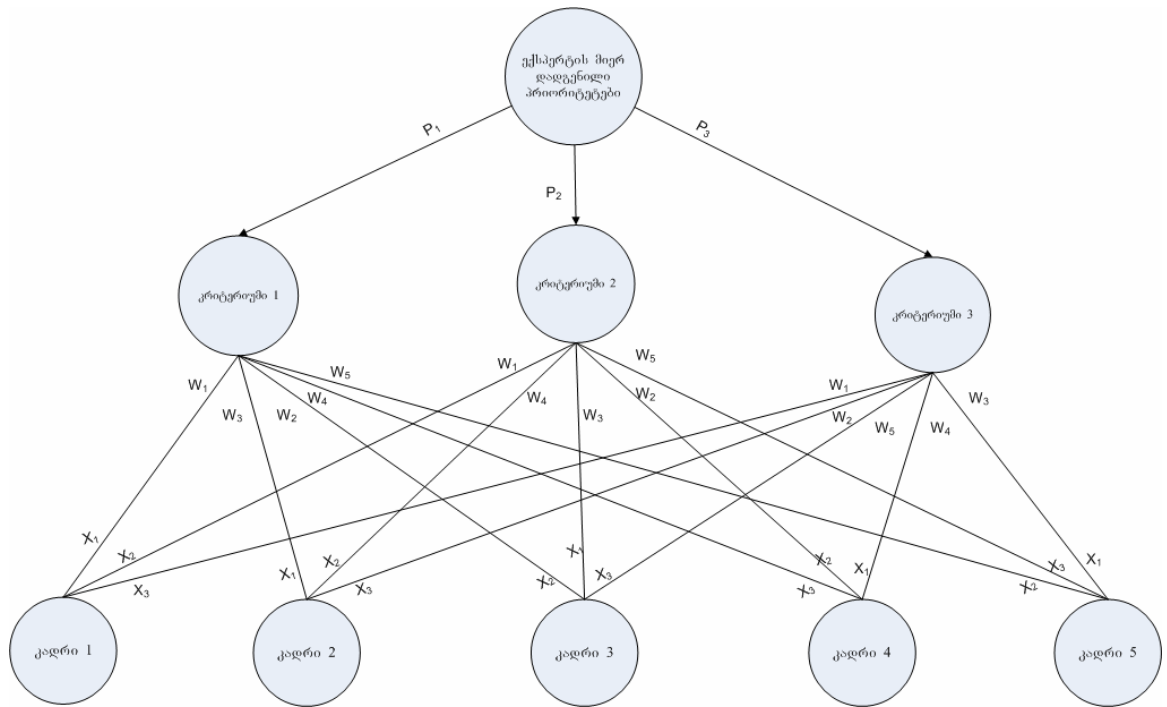 ექსპერტის მიერ
დადგენილი
პრიორიტეტები
P₁
P₃
P₂
კრიტერიუმი 1
კრიტერიუმი 2
კრიტერიუმი 3
W₁
W₃
W₂
W₄
W₅
W₁
W₄
W₃
W₂
W₅
W₁
W₂
W₅
W₄
W₃
X₁
X₂
X₃
X₁
X₂
X₃
X₂
X₁
X₃
X₃
X₂
X₁
X₂
X₃
X₁
კადრი 1
კადრი 2
კადრი 3
კადრი 4
კადრი 5